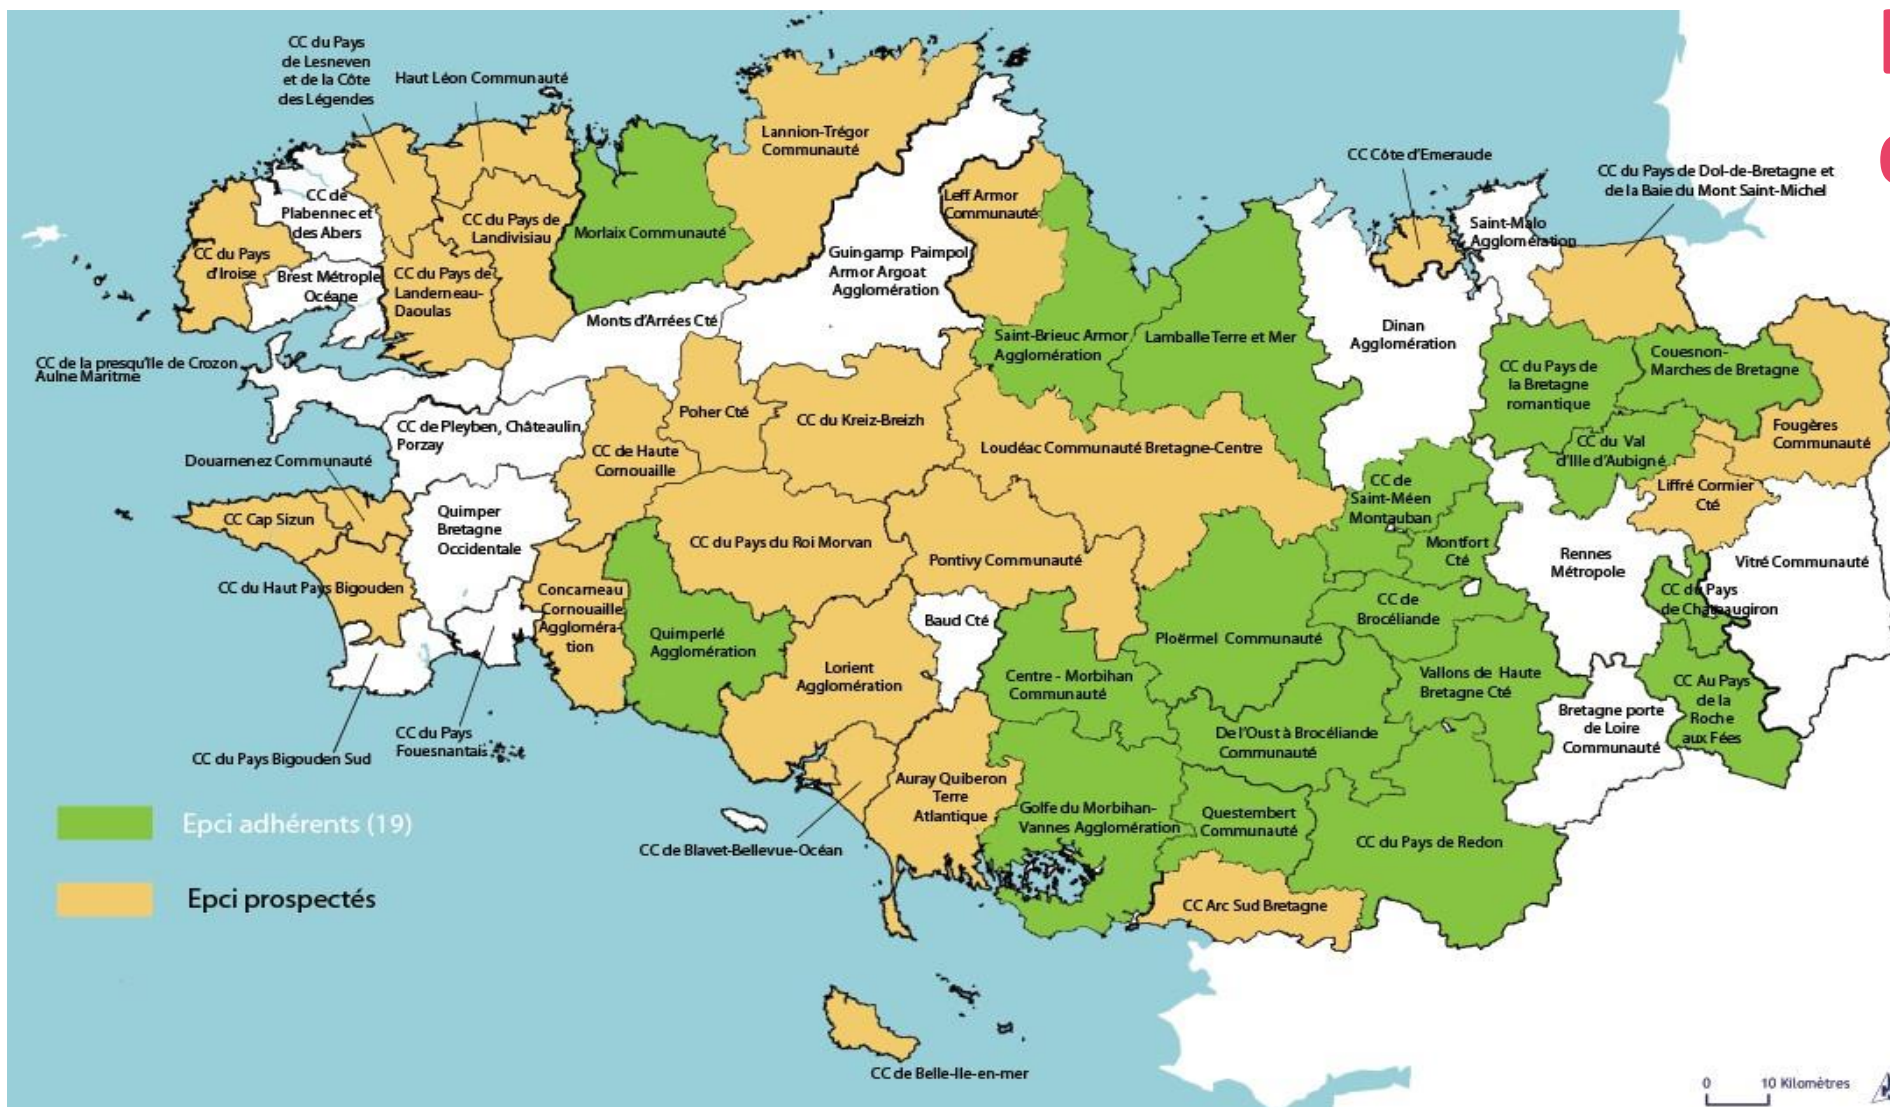 CC du Pays
de Lesneven
et de la Côte
des Légendes
Haut Léon Communauté
Lannion-Trégor
Communauté
CC Côte d'Emeraude
CC du Pays de Dol-de-Bretagne et
de la Baie du Mont Saint-Michel
CC de
Plabennec et
des Abers
CC du Pays de
Landivisiau
Morlaix Communauté
Leff Armor
Communauté
Saint-Malo
Agglomération
CC du Pays
d'Iroise
Brest Métrople
Océane
CC du Pays de
Landerneau-
Daoulas
Guingamp Paimpol
Armor Argoat
Agglomération
Monts d'Arrées Cté
Saint-Brieuc Armor
Agglomération
Lamballe Terre et Mer
Dinan
Agglomération
CC de la presqu'île de Crozon
Aulne Maritme
CC du Pays de
la Bretagne
romantique
Couesnon-
Marches de Bretagne
Poher Cté
CC du Kreiz-Breizh
CC de Pleyben, Châteaulin,
Porzay
CC de Haute
Cornouaille
Loudéac Communauté Bretagne-Centre
CC du Val
d'Ille d'Aubigné
Fougères
Communauté
Douarnenez Communauté
CC Cap Sizun
Quimper
Bretagne
Occidentale
CC de
Saint-Méen
Montauban
Liffré Cormier
Cté
CC du Pays du Roi Morvan
Pontivy Communauté
Montfort
Cté
Rennes
Métropole
Vitré Communauté
CC du Haut Pays Bigouden
Concarneau
Cornouaille
Aggloméra-
tion
Quimperlé
Agglomération
Baud Cté
CC de
Brocéliande
CC du Pays
de Chateaugiron
Ploërmel Communauté
Lorient
Agglomération
Centre - Morbihan
Communauté
Vallons de Haute
Bretagne Cté
CC Au Pays
de la
Roche
aux Fées
Bretagne porte
de Loire
Communauté
CC du Pays
Fouesnantais
CC du Pays Bigouden Sud
De l'Oust à Brocéliande
Communauté
Auray Quiberon
Terre
Atlantique
Golfe du Morbihan-
Vannes Agglomération
Questembert
Communauté
CC du Pays de Redon
Epci adhérents (19)
CC de Blavet-Bellevue-Océan
Epci prospectés
CC Arc Sud Bretagne
CC de Belle-Ile-en-mer
0 10 Kilomètres